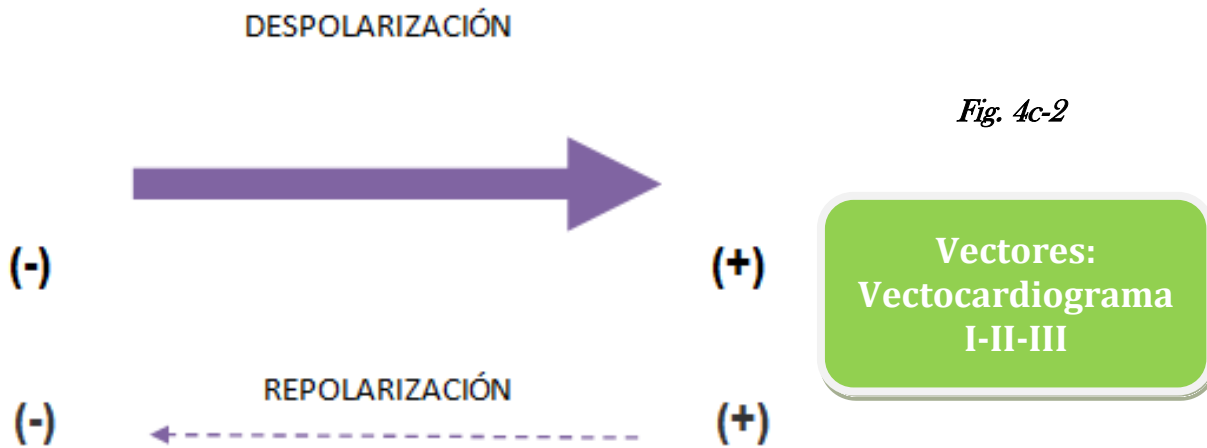 DESPOLARIZACIÓN
Fig. 4c-2
(-)
(+)
Vectores:
Vectocardiograma
I-II-III
REPOLARIZACIÓN
(-)
(+)